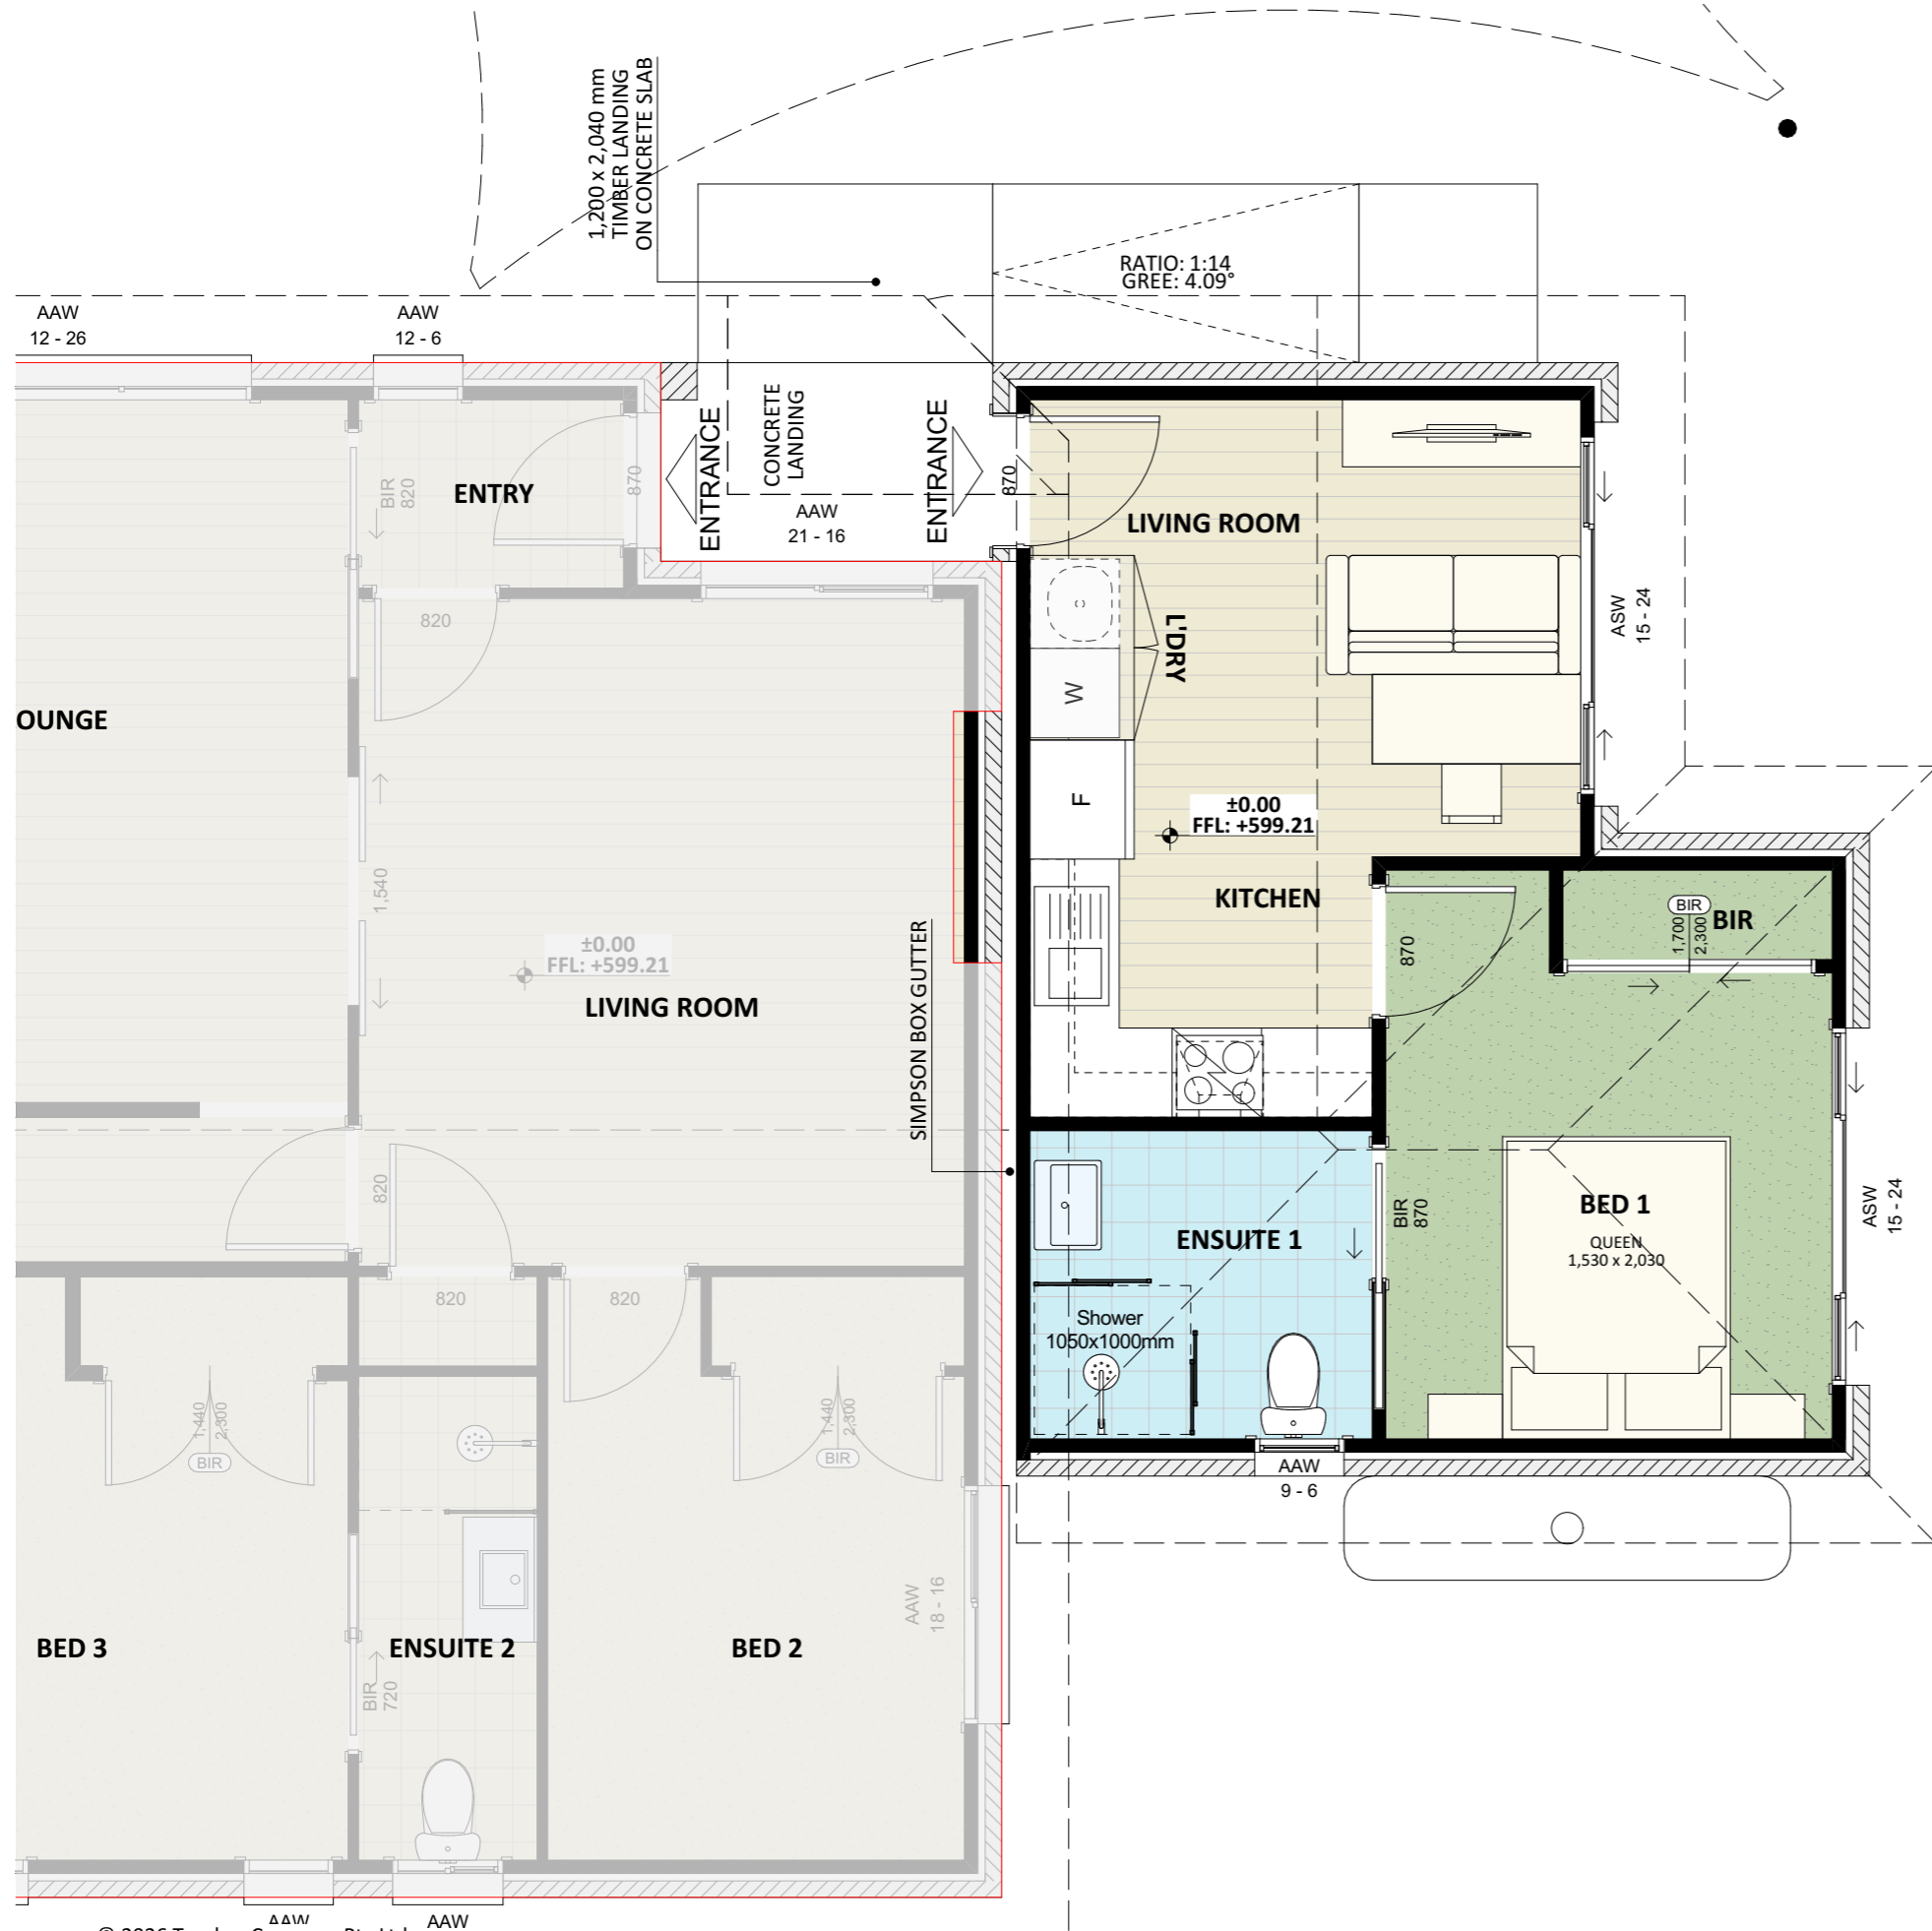 1,200 x 2,040 mm
TIMBER LANDING
ON CONCRETE SLAB
RATIO: 1:14
GREE: 4.09°
AAW
12 - 26
AAW
12 - 6
ENTRANCE
CONCRETE
LANDING
ENTRANCE
AAW
21 - 16
BIR
820
ENTRY
870
870
LIVING ROOM
820
L'DRY
W
F
ASW
15 - 24
OUNGE
1,540
±0.00
FFL: +599.21
LIVING ROOM
±0.00
FFL: +599.21
KITCHEN
870
BIR
1,700
2,300
BIR
SIMPSON BOX GUTTER
820
820
820
ENSUITE 1
BIR
870
BED 1
QUEEN
1,530 x 2,030
ASW
15 - 24
Shower
1050x1000mm
1,440
2,300
BIR
1,440
2,300
BIR
AAW
9 - 6
AAW
18 - 16
BED 3
ENSUITE 2
BED 2
BIR
720
AAW
AAW
© 2026